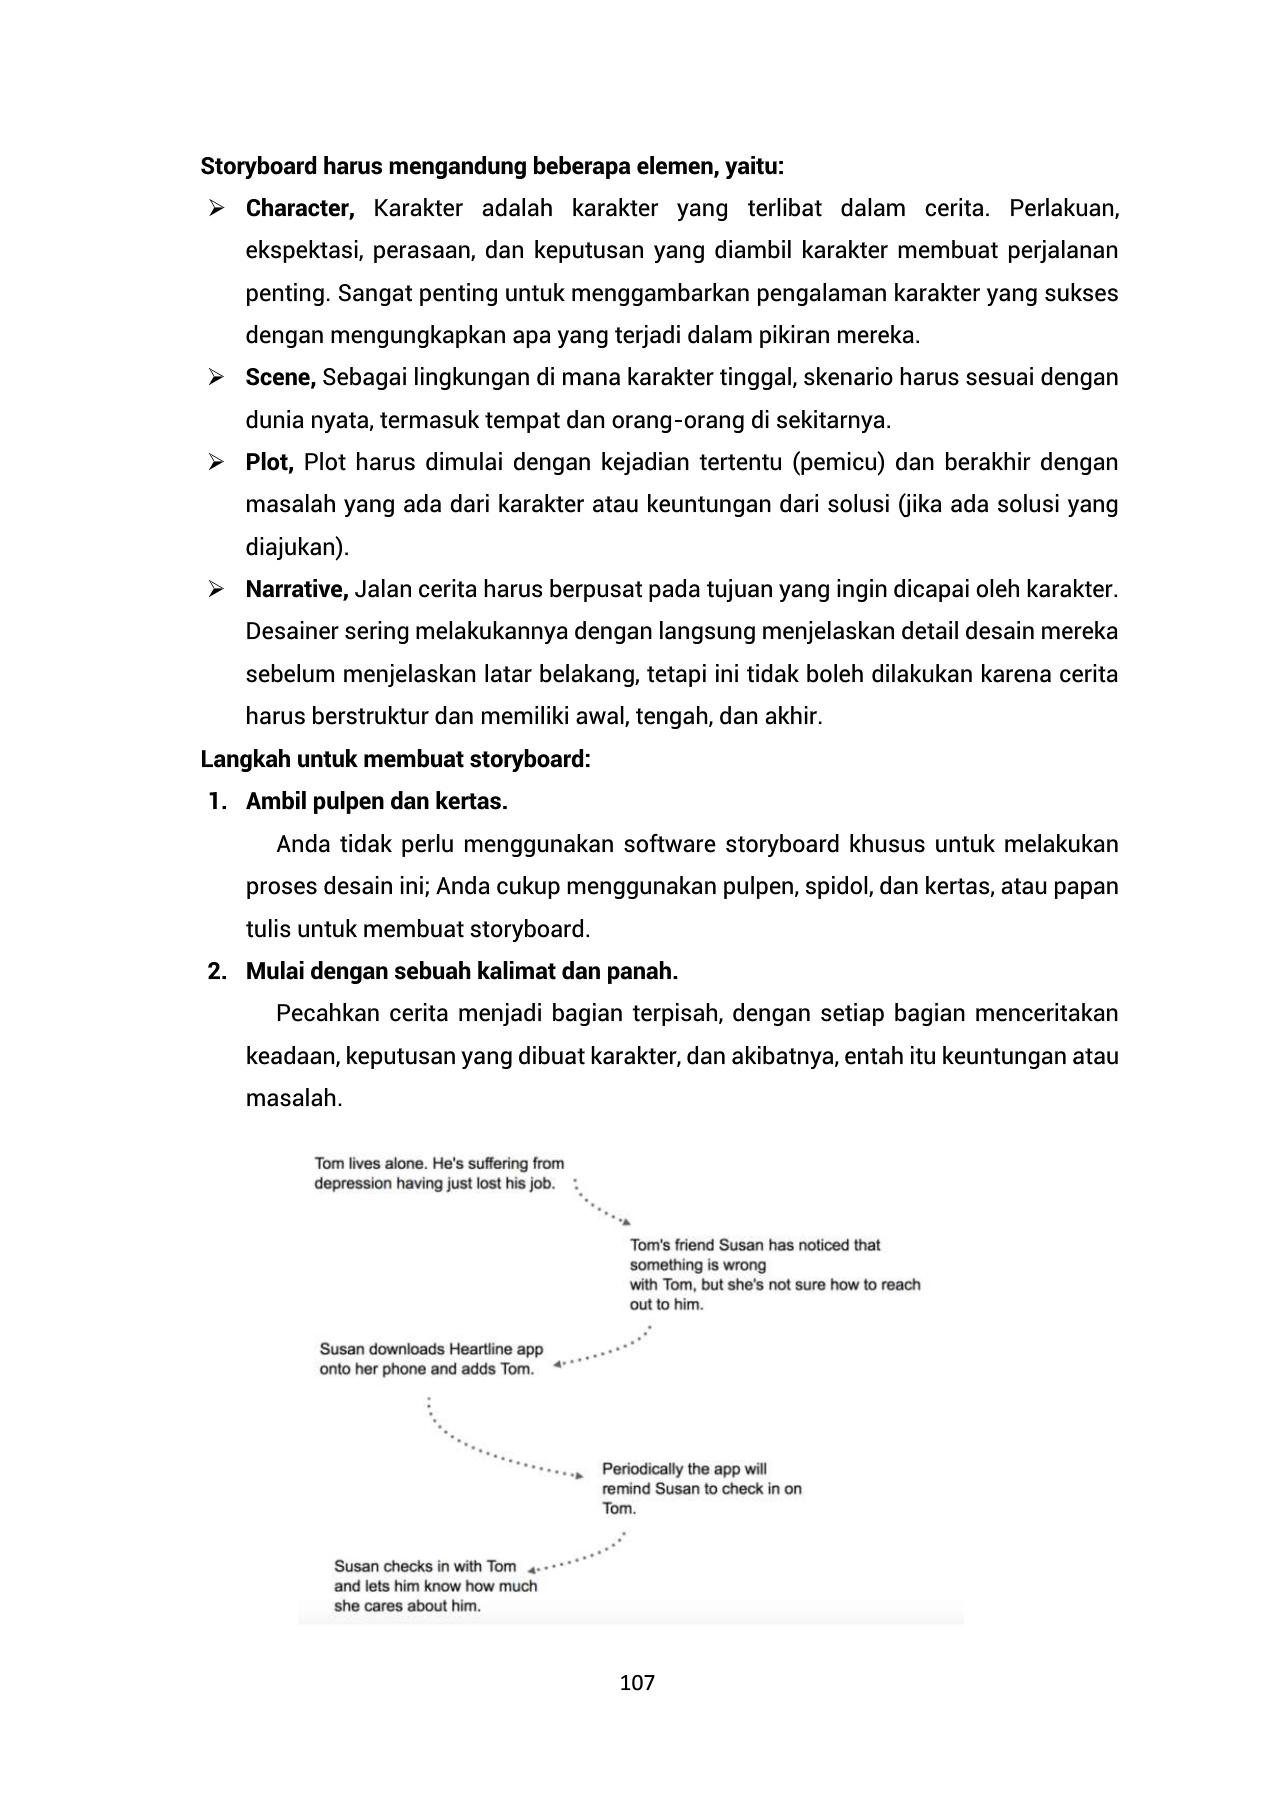 Storyboard harus mengandung beberapa elemen, yaitu:
➢ Character, Karakter adalah karakter yang terlibat dalam cerita. Perlakuan,
ekspektasi, perasaan, dan keputusan yang diambil karakter membuat perjalanan
penting. Sangat penting untuk menggambarkan pengalaman karakter yang sukses
dengan mengungkapkan apa yang terjadi dalam pikiran mereka.
➢ Scene, Sebagai lingkungan di mana karakter tinggal, skenario harus sesuai dengan
dunia nyata, termasuk tempat dan orang-orang di sekitarnya.
➢ Plot, Plot harus dimulai dengan kejadian tertentu (pemicu) dan berakhir dengan
masalah yang ada dari karakter atau keuntungan dari solusi (jika ada solusi yang
diajukan).
➢ Narrative, Jalan cerita harus berpusat pada tujuan yang ingin dicapai oleh karakter.
Desainer sering melakukannya dengan langsung menjelaskan detail desain mereka
sebelum menjelaskan latar belakang, tetapi ini tidak boleh dilakukan karena cerita
harus berstruktur dan memiliki awal, tengah, dan akhir.
Langkah untuk membuat storyboard:
1. Ambil pulpen dan kertas.
Anda tidak perlu menggunakan software storyboard khusus untuk melakukan
proses desain ini; Anda cukup menggunakan pulpen, spidol, dan kertas, atau papan
tulis untuk membuat storyboard.
2. Mulai dengan sebuah kalimat dan panah.
Pecahkan cerita menjadi bagian terpisah, dengan setiap bagian menceritakan
keadaan, keputusan yang dibuat karakter, dan akibatnya, entah itu keuntungan atau
masalah.
Tom lives alone. He's suffering from
depression having just lost his job.
Tom's friend Susan has noticed that
something is wrong
with Tom, but she's not sure how to reach
out to him.
Susan downloads Heartline app
onto her phone and adds Tom.
Periodically the app will
remind Susan to check in on
Tom.
Susan checks in with Tom
and lets him know how much
she cares about him.
107